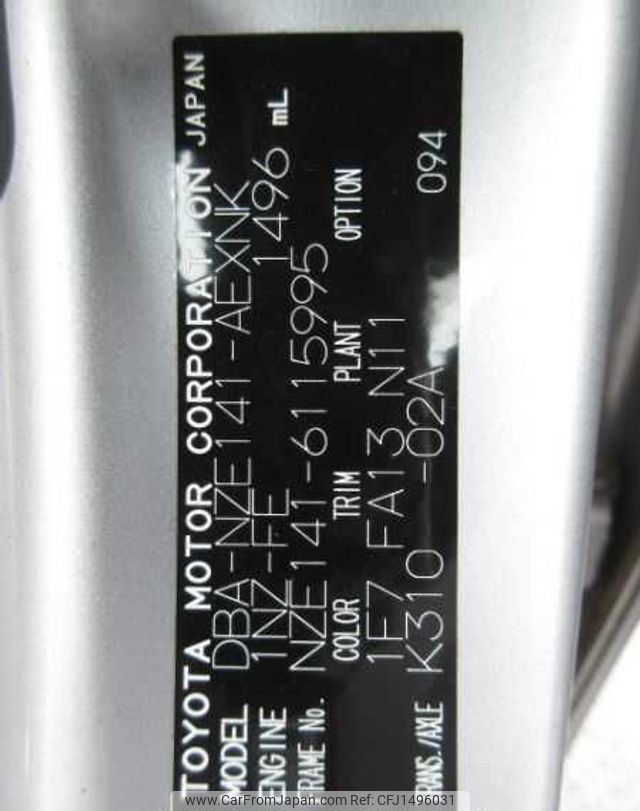 TOYOTA MOTOR CORPORATION JAPAN
MODEL DBA-NZE141-AEXNK
ENGINE 1NZ-FE 1496 mL
FRAME No. NZE141-6115995
COLOR TRIM PLANT OPTION
1F7 FA13 N11
TRANS./AXLE K310 -02A 094
www.CarFromJapan.com Ref: CFJ1496031